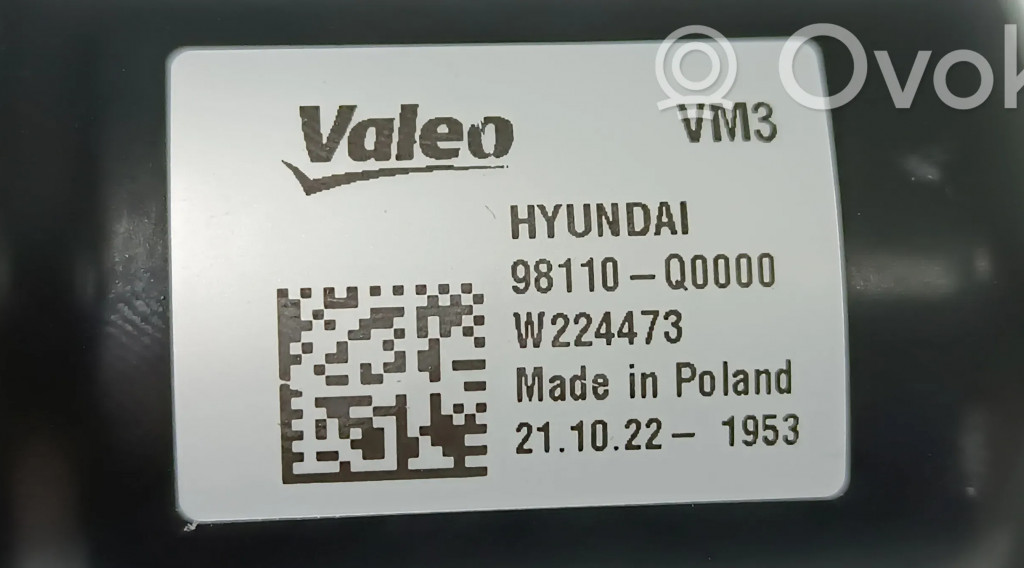 ® Ovok
Valeo VM3
HYUNDAI
98110-Q0000
W224473
Made in Poland
21.10.22- 1953